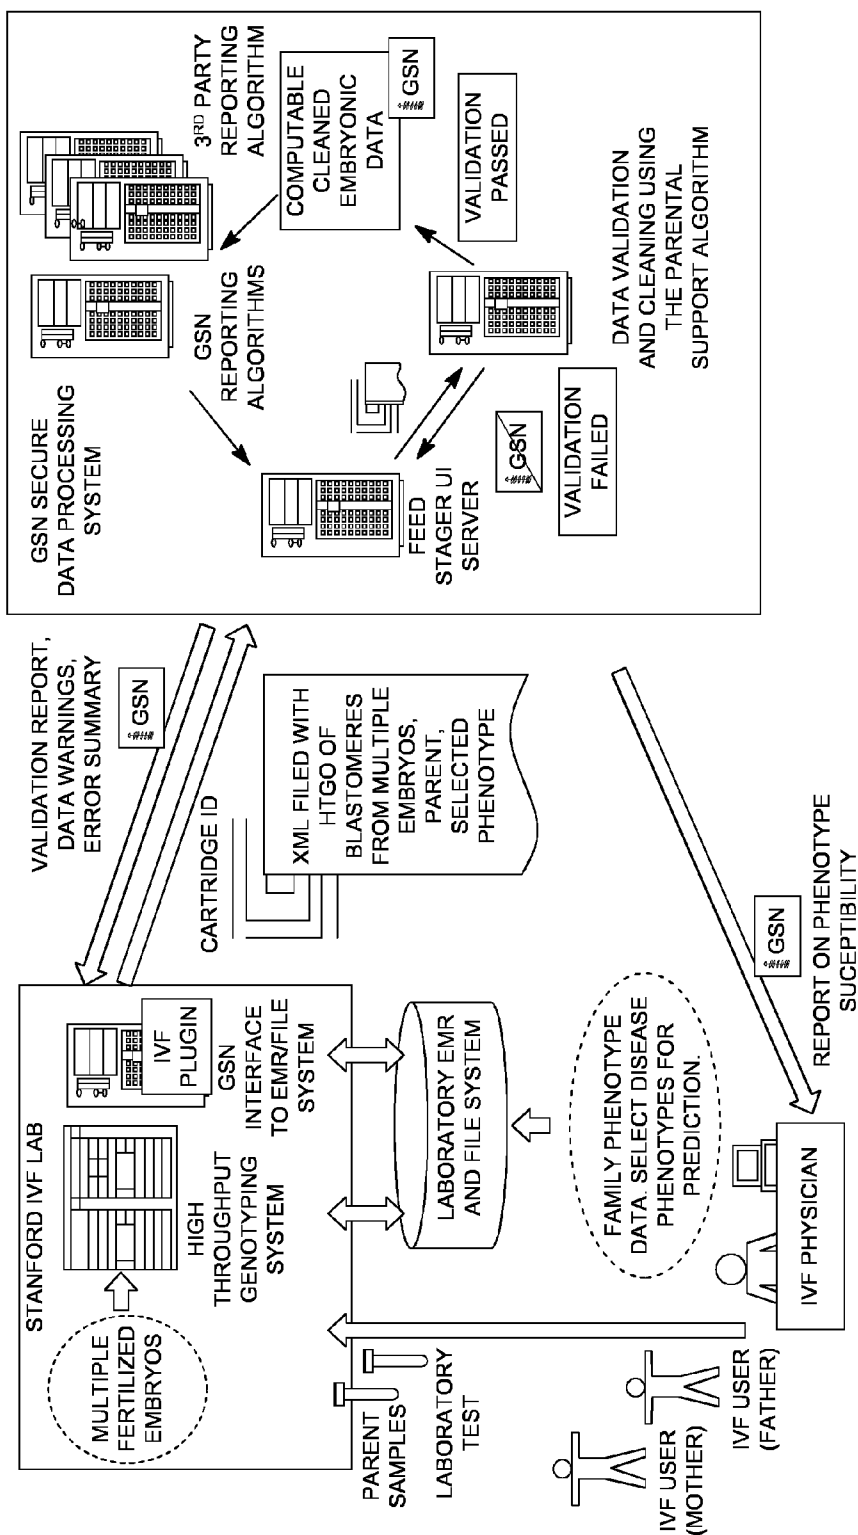 STANFORD IVF LAB
MULTIPLE
FERTILIZED
EMBRYOS
HIGH
THROUGHPUT
GENOTYPING
SYSTEM
IVF
PLUGIN
GSN
INTERFACE
TO EMR/FILE
SYSTEM
PARENT
SAMPLES
LABORATORY
TEST
LABORATORY EMR
AND FILE SYSTEM
FAMILY PHENOTYPE
DATA. SELECT DISEASE
PHENOTYPES FOR
PREDICTION.
IVF USER
(MOTHER)
IVF USER
(FATHER)
IVF PHYSICIAN
VALIDATION REPORT,
DATA WARNINGS,
ERROR SUMMARY
GSN
CARTRIDGE ID
XML FILED WITH
HTGO OF
BLASTOMERES
FROM MULTIPLE
EMBRYOS,
PARENT,
SELECTED
PHENOTYPE
GSN
REPORT ON PHENOTYPE
SUCEPTIBILITY
GSN SECURE
DATA PROCESSING
SYSTEM
GSN
REPORTING
ALGORITHMS
3RD PARTY
REPORTING
ALGORITHM
COMPUTABLE
CLEANED
EMBRYONIC
DATA
GSN
FEED
STAGER UI
SERVER
GSN
VALIDATION
FAILED
VALIDATION
PASSED
DATA VALIDATION
AND CLEANING USING
THE PARENTAL
SUPPORT ALGORITHM